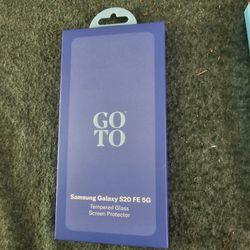 GO
TO
Samsung Galaxy S20 FE 5G
Tempered Glass
Screen Protector